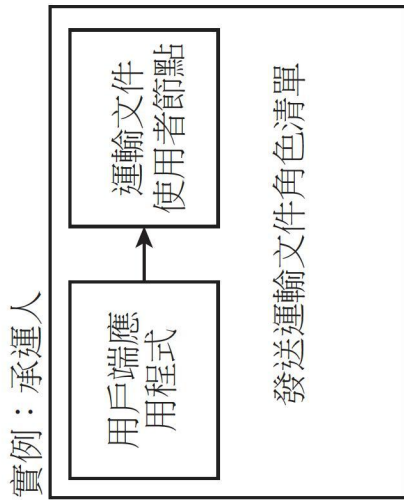 實例：承運人
用戶端應
用程式
運輸文件
使用者節點
發送運輸文件角色清單